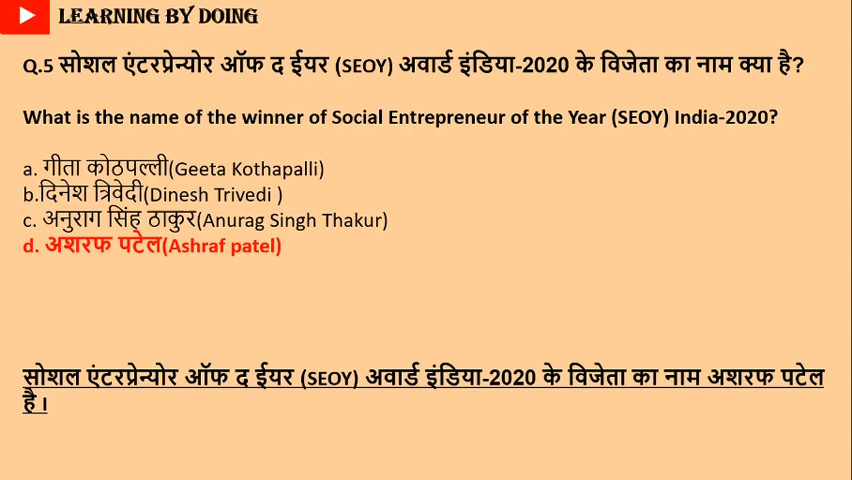 LEARNING BY DOING
Q.5 सोशल एंटरप्रेन्योर ऑफ द ईयर (SEOY) अवार्ड इंडिया-2020 के विजेता का नाम क्या है?
What is the name of the winner of Social Entrepreneur of the Year (SEOY) India-2020?
a. गीता कोठपल्ली(Geeta Kothapalli)
b.दिनेश त्रिवेदी(Dinesh Trivedi )
c. अनुराग सिंह ठाकुर(Anurag Singh Thakur)
d. अशरफ पटेल(Ashraf patel)
सोशल एंटरप्रेन्योर ऑफ द ईयर (SEOY) अवार्ड इंडिया-2020 के विजेता का नाम अशरफ पटेल
है ।